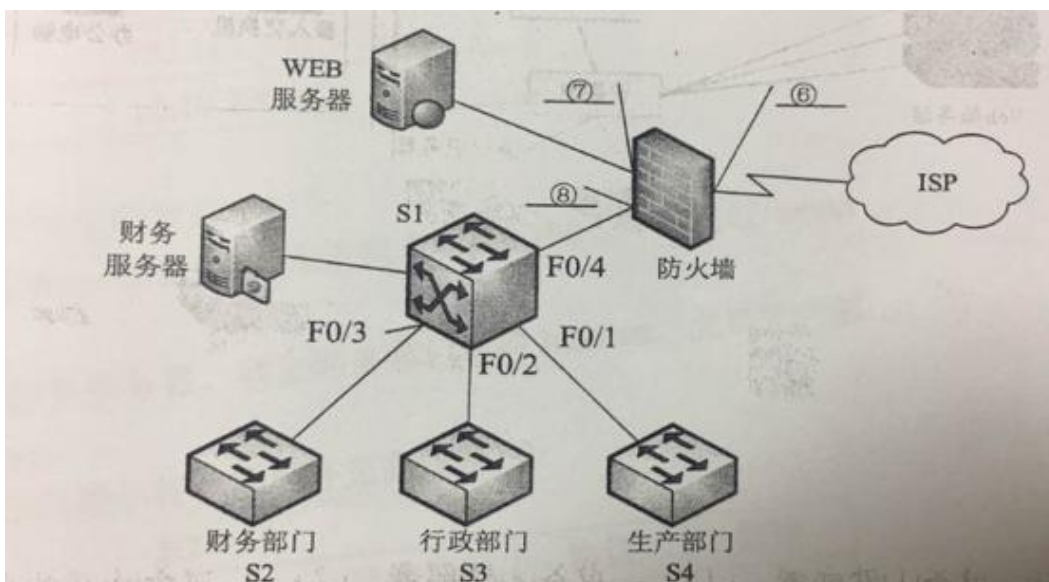 WEB
服务器
⑦
⑥
ISP
⑧
S1
财务
服务器
F0/4
防火墙
F0/3
F0/1
F0/2
财务部门
行政部门
生产部门
S2
S3
S4